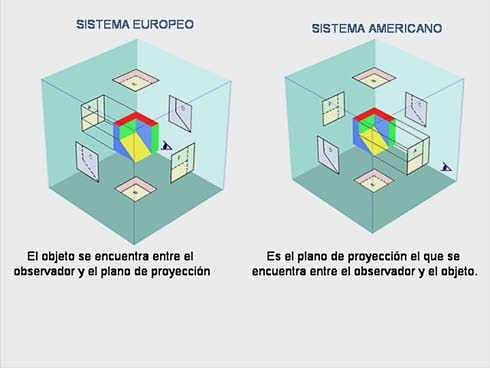 SISTEMA EUROPEO
SISTEMA AMERICANO
El objeto se encuentra entre el
observador y el plano de proyección
Es el plano de proyección el que se
encuentra entre el observador y el objeto.